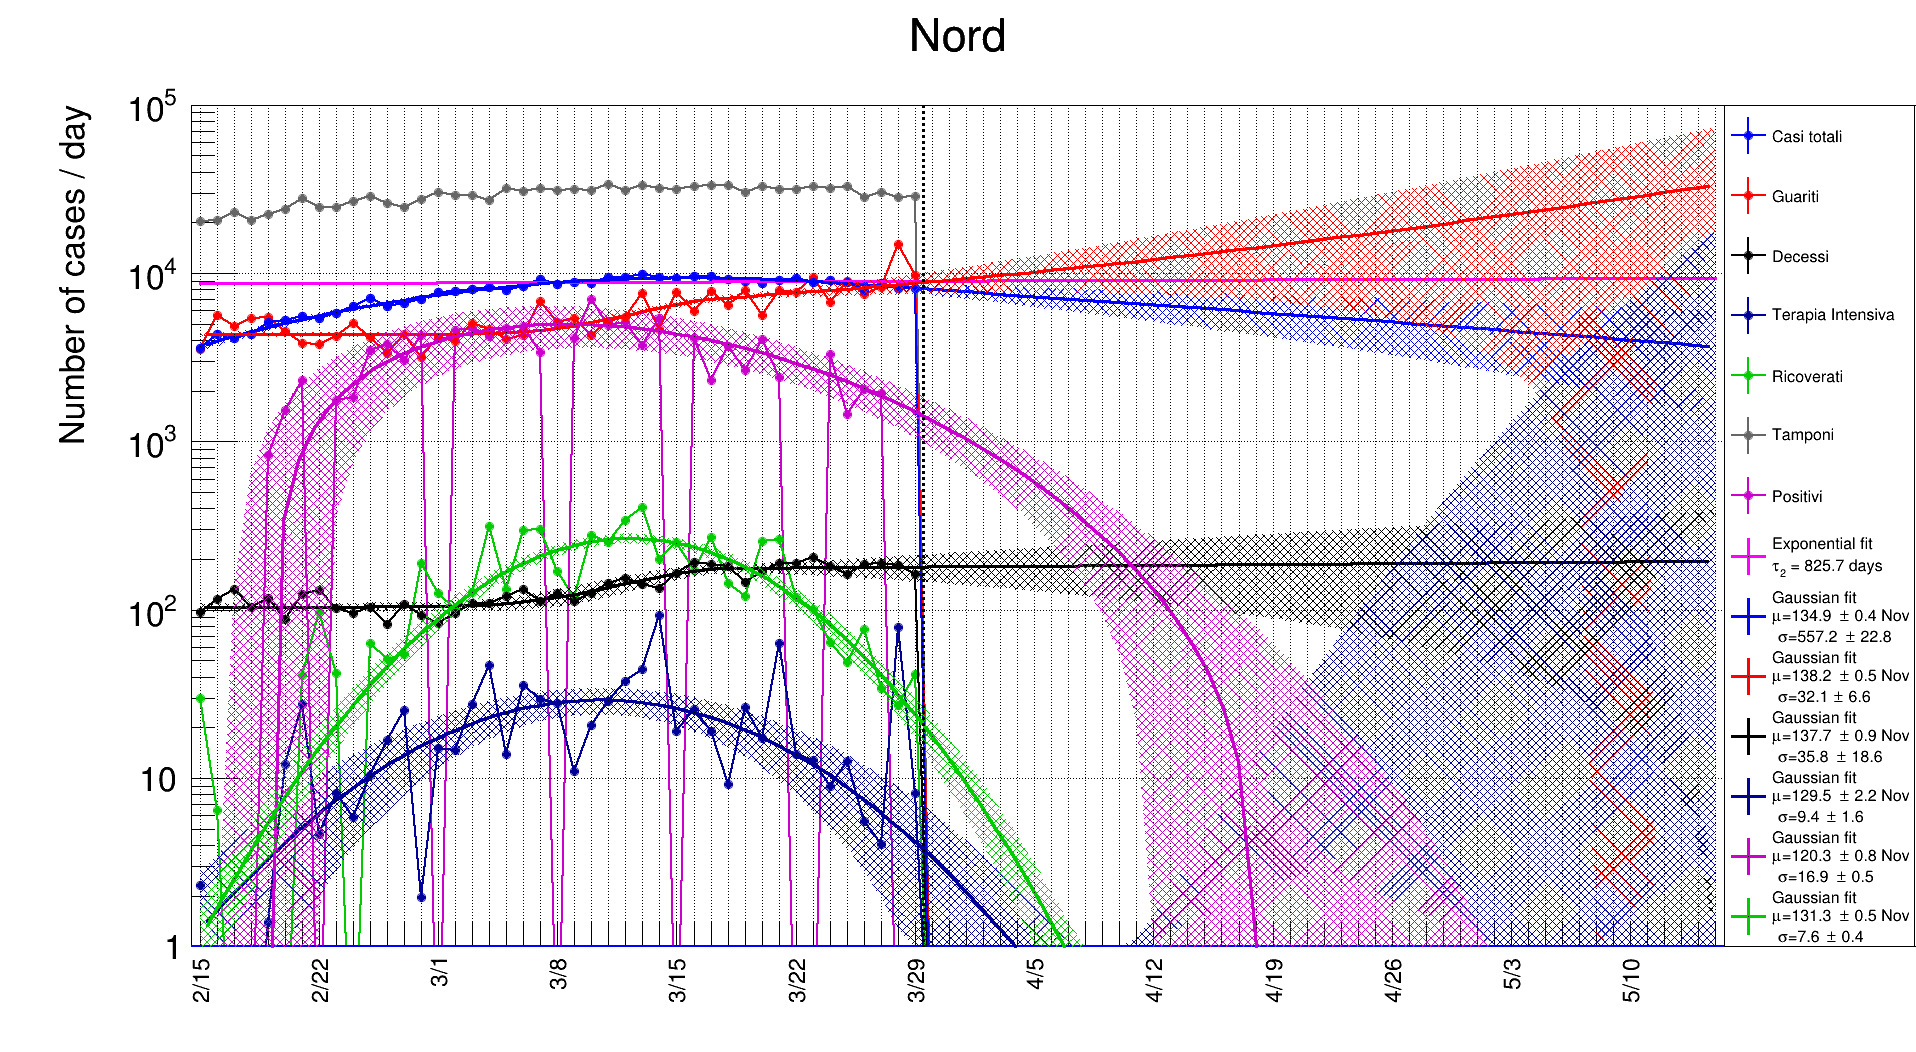 Nord
Number of cases / day
10^5
10^4
10^3
10^2
10
1
2/15
2/22
3/1
3/8
3/15
3/22
3/29
4/5
4/12
4/19
4/26
5/3
5/10
Casi totali
Guariti
Decessi
Terapia Intensiva
Ricoverati
Tamponi
Positivi
Exponential fit
τ₂ = 825.7 days
Gaussian fit
μ=134.9 ± 0.4 Nov
σ=557.2 ± 22.8
Gaussian fit
μ=138.2 ± 0.5 Nov
σ=32.1 ± 6.6
Gaussian fit
μ=137.7 ± 0.9 Nov
σ=35.8 ± 18.6
Gaussian fit
μ=129.5 ± 2.2 Nov
σ=9.4 ± 1.6
Gaussian fit
μ=120.3 ± 0.8 Nov
σ=16.9 ± 0.5
Gaussian fit
μ=131.3 ± 0.5 Nov
σ=7.6 ± 0.4